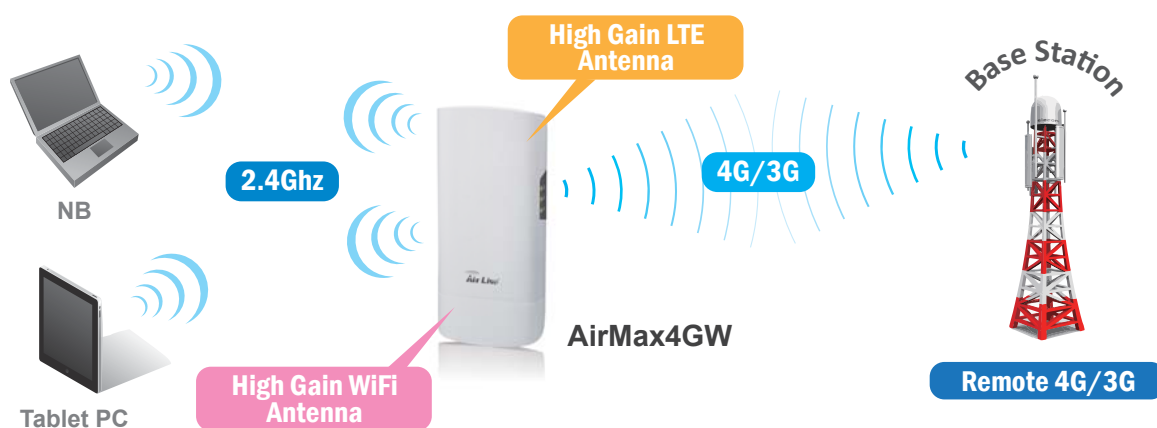 High Gain LTE
Antenna
Base Station
2.4Ghz
4G/3G
NB
Air Live
AirMax4GW
High Gain WiFi
Antenna
Remote 4G/3G
Tablet PC